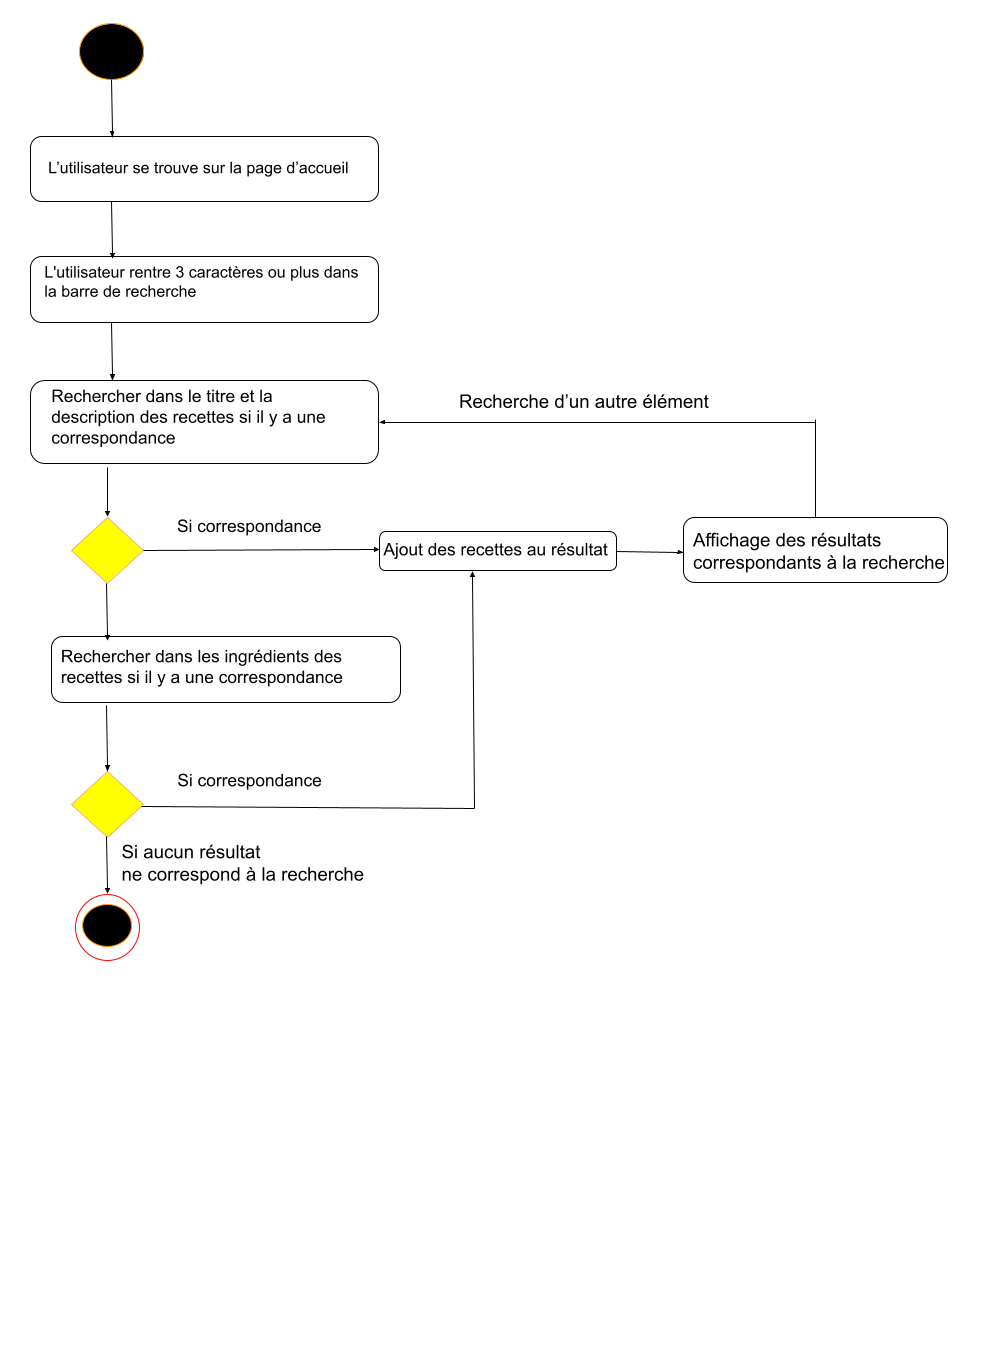 L’utilisateur se trouve sur la page d’accueil
L'utilisateur rentre 3 caractères ou plus dans
la barre de recherche
Rechercher dans le titre et la
description des recettes si il y a une
correspondance
Recherche d’un autre élément
Si correspondance
Ajout des recettes au résultat
Affichage des résultats
correspondants à la recherche
Rechercher dans les ingrédients des
recettes si il y a une correspondance
Si correspondance
Si aucun résultat
ne correspond à la recherche